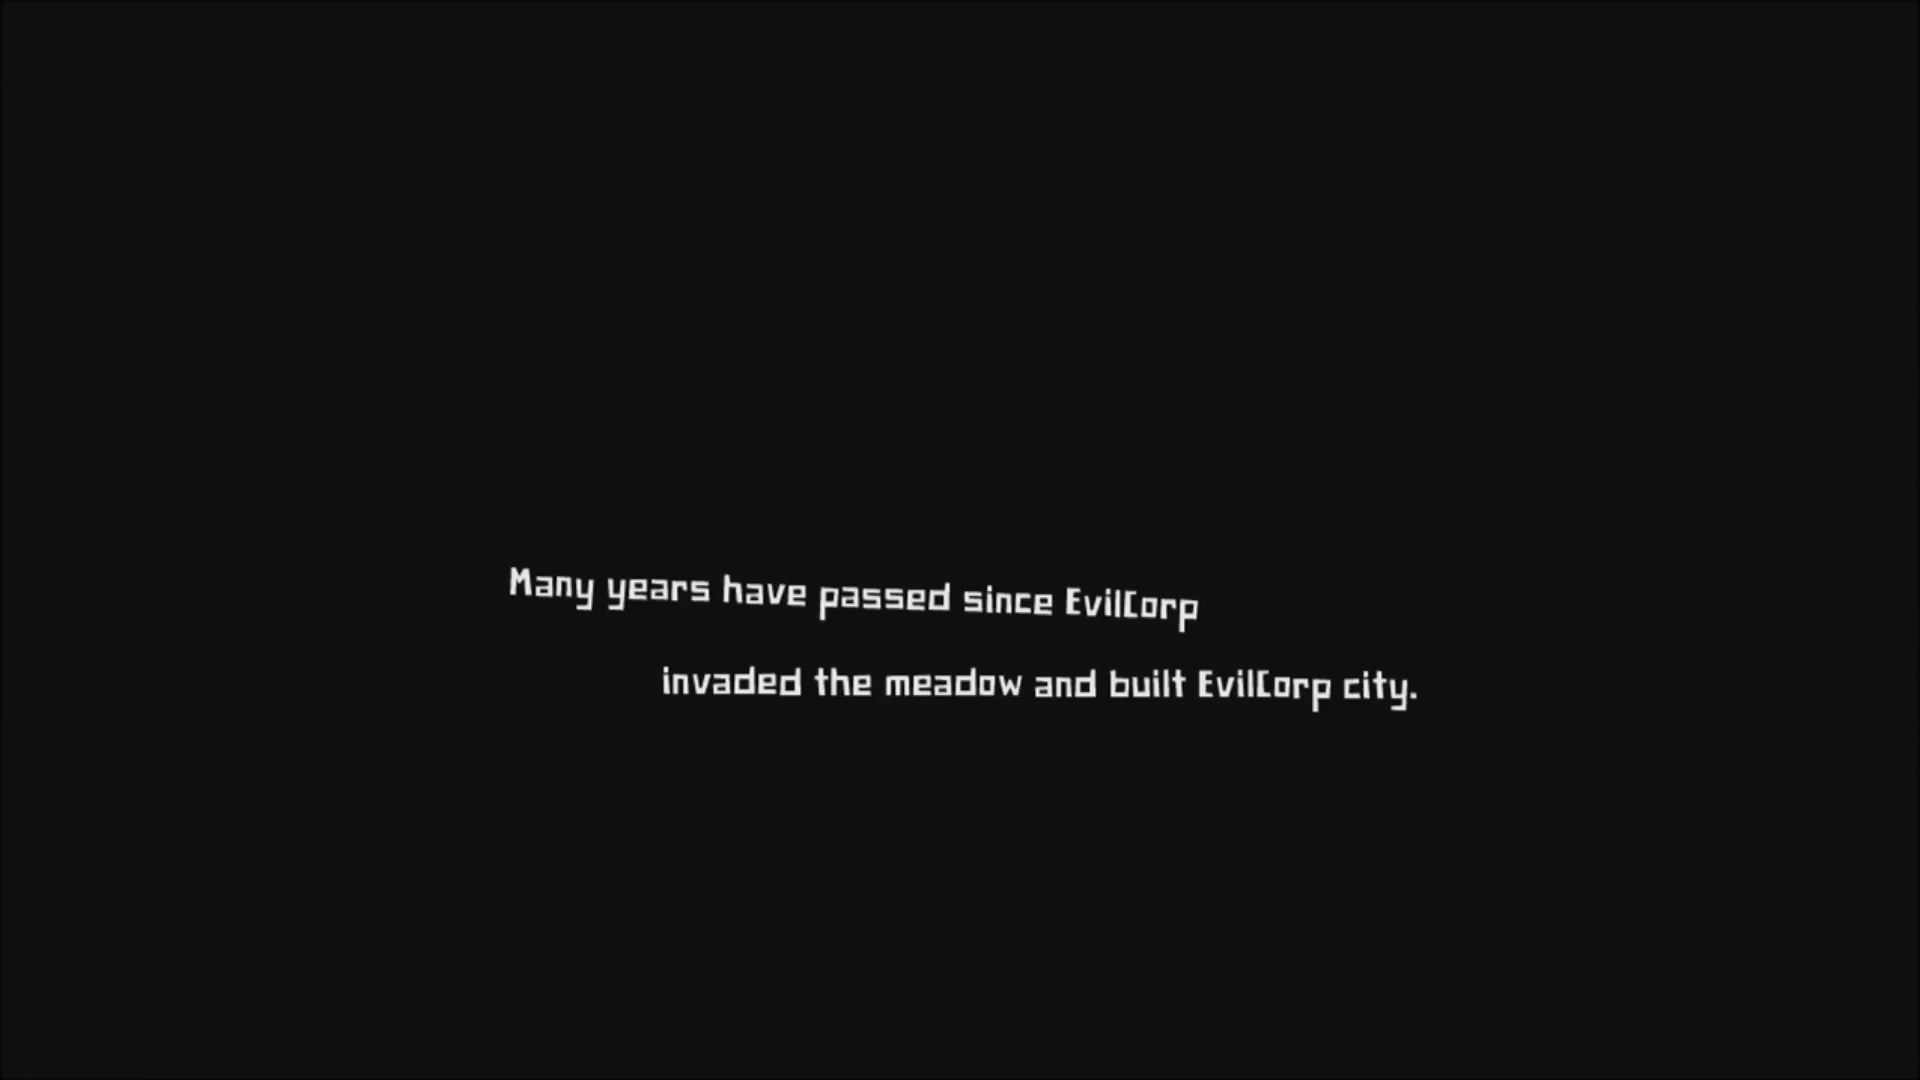 Many years have passed since EvilCorp
invaded the meadow and built EvilCorp city.